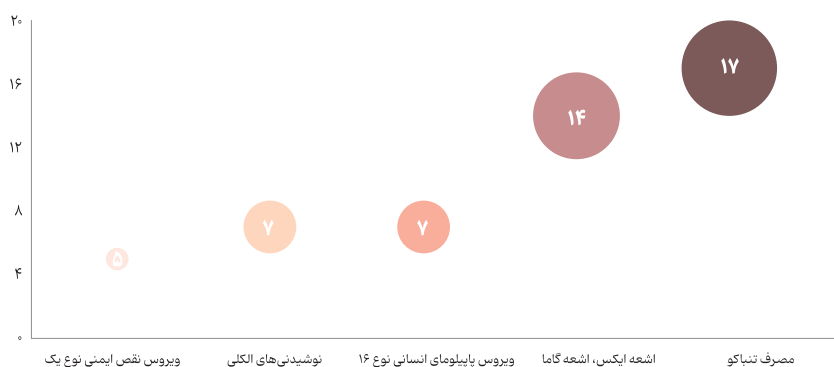 ۲۰
۱۶
۱۲
۸
۴
۰
۵
۷
۷
۱۴
۱۷
ویروس نقص ایمنی نوع یک
نوشیدنی‌های الکلی
ویروس پاپیلومای انسانی نوع ۱۶
اشعه ایکس، اشعه گاما
مصرف تنباکو